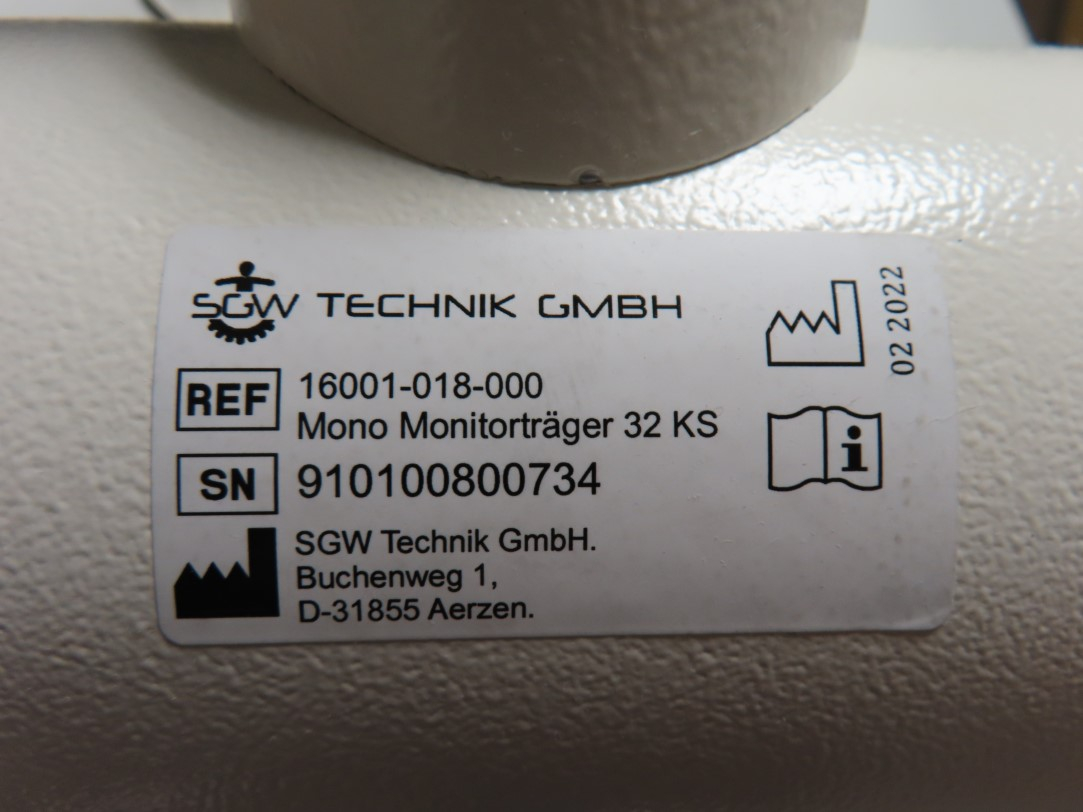 SGW TECHNIK GMBH
02 2022
REF
16001-018-000
Mono Monitorträger 32 KS
SN
910100800734
i
SGW Technik GmbH.
Buchenweg 1,
D-31855 Aerzen.